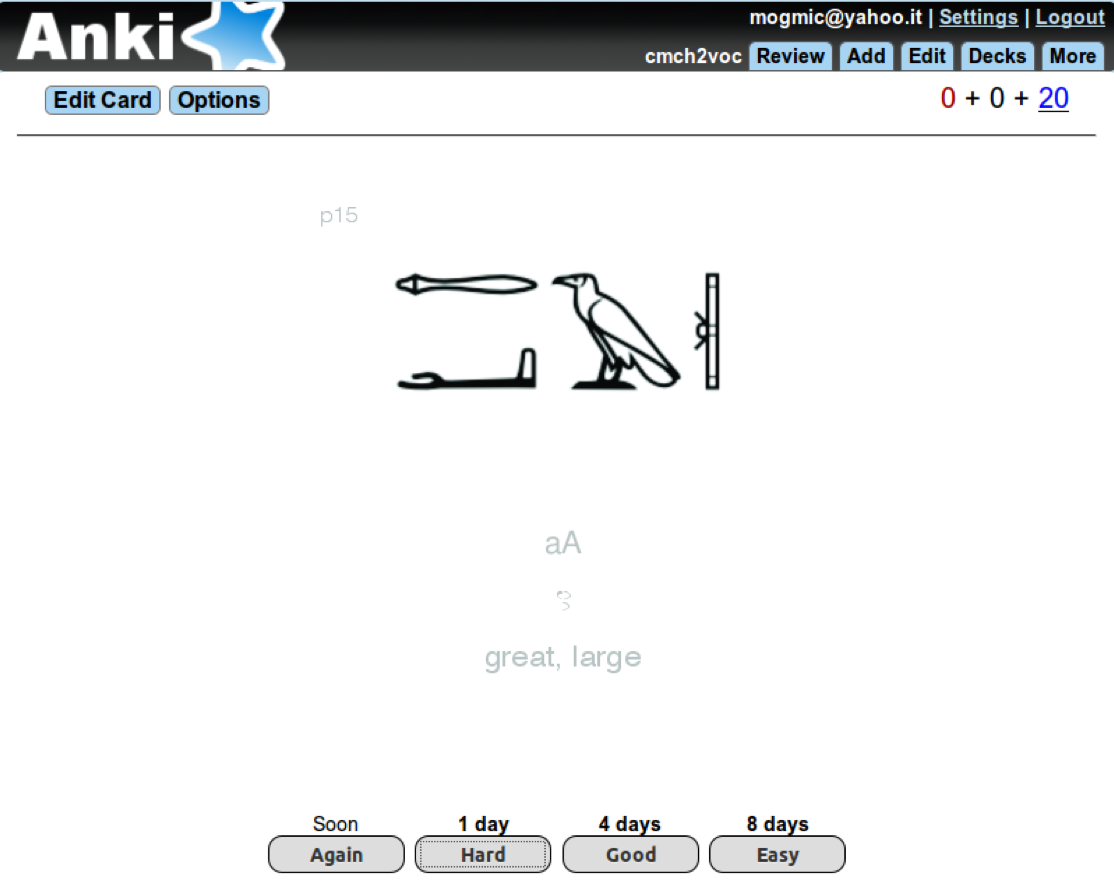 Anki
mogmic@yahoo.it | Settings | Logout
cmch2voc Review Add Edit Decks More
Edit Card Options
0 + 0 + 20
p15
𓉻𓂝𓄿𓏛
aA
great, large
Soon 1 day 4 days 8 days
Again Hard Good Easy